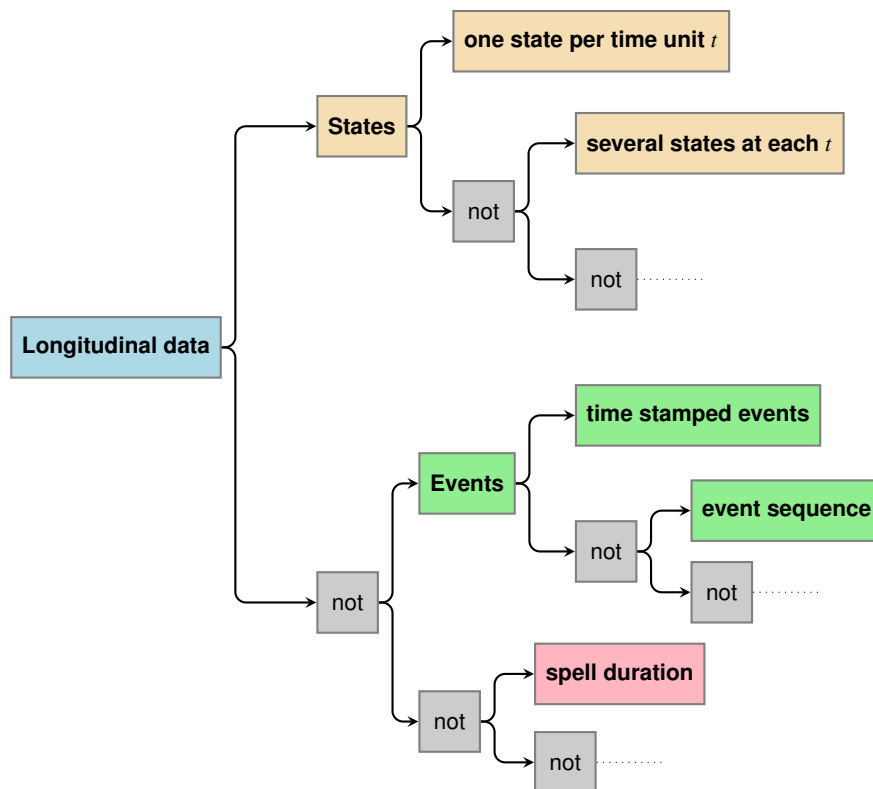 one state per time unit t
States
several states at each t
not
not
Longitudinal data
time stamped events
Events
event sequence
not
not
not
spell duration
not
not